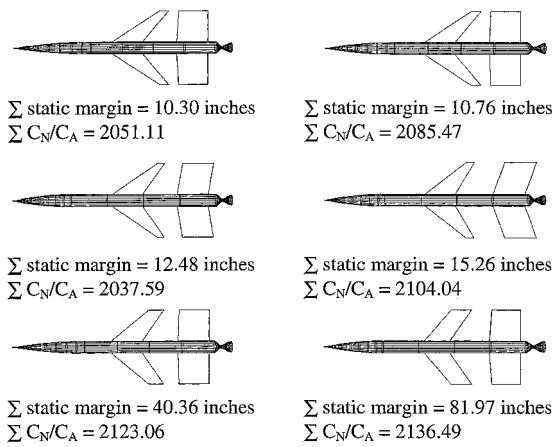 ∑ static margin = 10.30 inches
∑ C_N/C_A = 2051.11
∑ static margin = 10.76 inches
∑ C_N/C_A = 2085.47
∑ static margin = 12.48 inches
∑ C_N/C_A = 2037.59
∑ static margin = 15.26 inches
∑ C_N/C_A = 2104.04
∑ static margin = 40.36 inches
∑ C_N/C_A = 2123.06
∑ static margin = 81.97 inches
∑ C_N/C_A = 2136.49